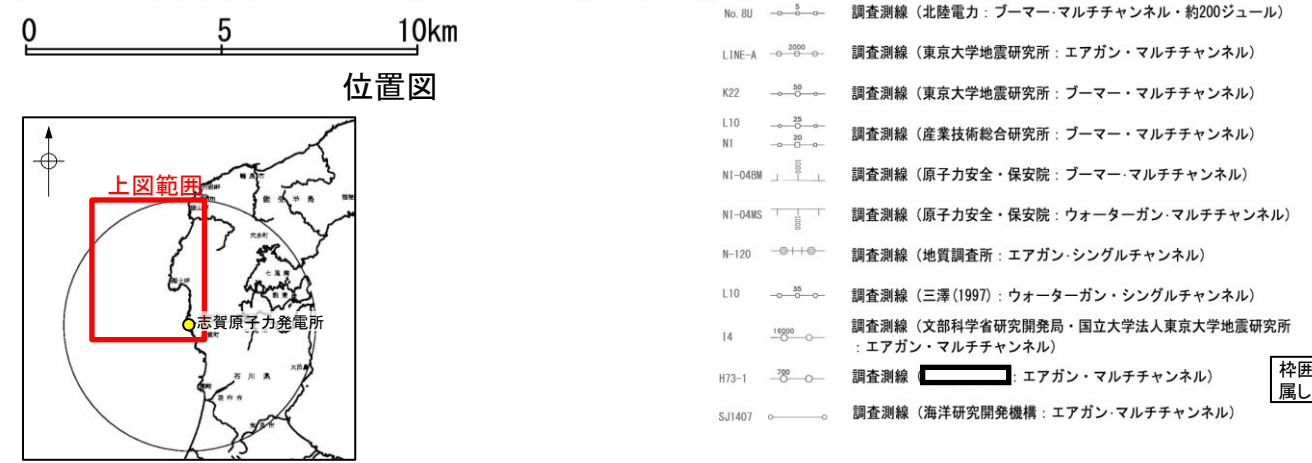 0 5 10km
位置図
上図範囲
能登半島
穴水町
七尾湾
志賀原子力発電所
石川県
No.8U 5 調査測線（北陸電力：ブーマー・マルチチャンネル・約200ジュール）
LINE-A 2000 調査測線（東京大学地震研究所：エアガン・マルチチャンネル）
K22 50 調査測線（東京大学地震研究所：ブーマー・マルチチャンネル）
L10 25
N1 20 調査測線（産業技術総合研究所：ブーマー・マルチチャンネル）
NI-04BM 1000 調査測線（原子力安全・保安院：ブーマー・マルチチャンネル）
NI-04MS 1000 調査測線（原子力安全・保安院：ウォーターガン・マルチチャンネル）
N-120 調査測線（地質調査所：エアガン・シングルチャンネル）
L10 35 調査測線（三澤(1997)：ウォーターガン・シングルチャンネル）
I4 16000 調査測線（文部科学省研究開発局・国立大学法人東京大学地震研究所
：エアガン・マルチチャンネル）
H73-1 700 調査測線（ ：エアガン・マルチチャンネル）
SJ1407 調査測線（海洋研究開発機構：エアガン・マルチチャンネル）
枠囲
属し